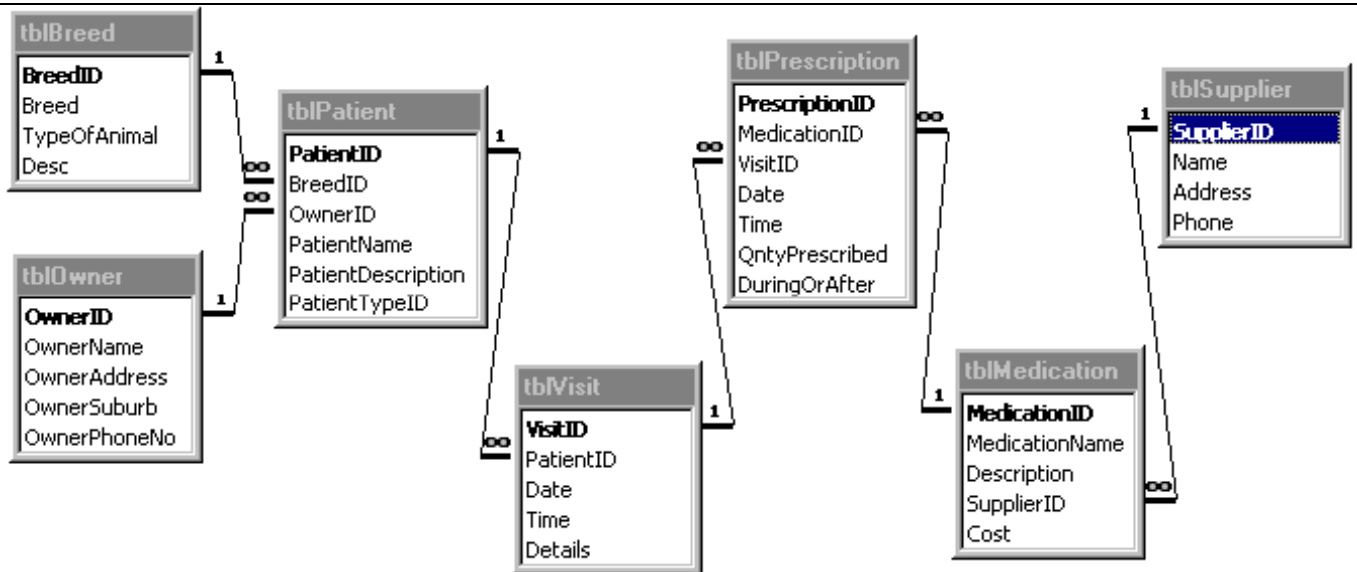 tblBreed
BreedID
Breed
TypeOfAnimal
Desc
1
∞
∞
1
tblOwner
OwnerID
OwnerName
OwnerAddress
OwnerSuburb
OwnerPhoneNo
tblPatient
PatientID
BreedID
OwnerID
PatientName
PatientDescription
PatientTypeID
1
∞
tblVisit
VisitID
PatientID
Date
Time
Details
1
∞
tblPrescription
PrescriptionID
MedicationID
VisitID
Date
Time
QntyPrescribed
DuringOrAfter
∞
1
tblMedication
MedicationID
MedicationName
Description
SupplierID
Cost
∞
1
tblSupplier
SupplierID
Name
Address
Phone